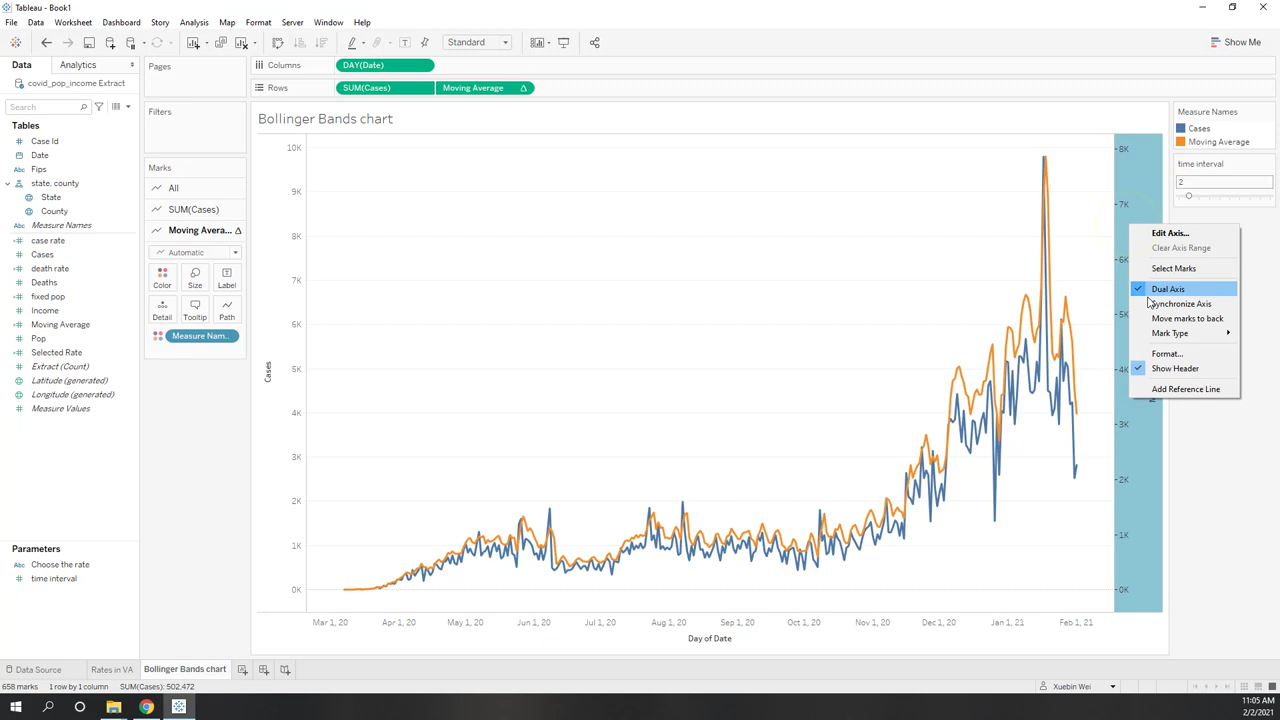 Tableau - Book1
File Data Worksheet Dashboard Story Analysis Map Format Server Window Help
Standard
Show Me
Data Analytics
covid_pop_income Extract
Search
Tables
Case Id
Date
Abc Fips
state, county
State
County
Abc Measure Names
case rate
Cases
death rate
Deaths
fixed pop
Income
Moving Average
Pop
Selected Rate
Extract (Count)
Latitude (generated)
Longitude (generated)
Measure Values
Parameters
Abc Choose the rate
time interval
Pages
Filters
Marks
All
SUM(Cases)
Moving Avera... Δ
Automatic
Color Size Label
Detail Tooltip Path
Measure Nam..
Columns DAY(Date)
Rows SUM(Cases) Moving Average Δ
Bollinger Bands chart
10K
9K
8K
7K
6K
5K
4K
3K
2K
1K
0K
Cases
8K
7K
6K
5K
4K
3K
2K
1K
0K
Mar 1, 20 Apr 1, 20 May 1, 20 Jun 1, 20 Jul 1, 20 Aug 1, 20 Sep 1, 20 Oct 1, 20 Nov 1, 20 Dec 1, 20 Jan 1, 21 Feb 1, 21
Day of Date
Measure Names
Cases
Moving Average
time interval
2
Edit Axis...
Clear Axis Range
Select Marks
Dual Axis
Synchronize Axis
Move marks to back
Mark Type
Format...
Show Header
Add Reference Line
Data Source Rates in VA Bollinger Bands chart
658 marks 1 row by 1 column SUM(Cases): 502,472
Xuebin Wei
11:05 AM
2/2/2021